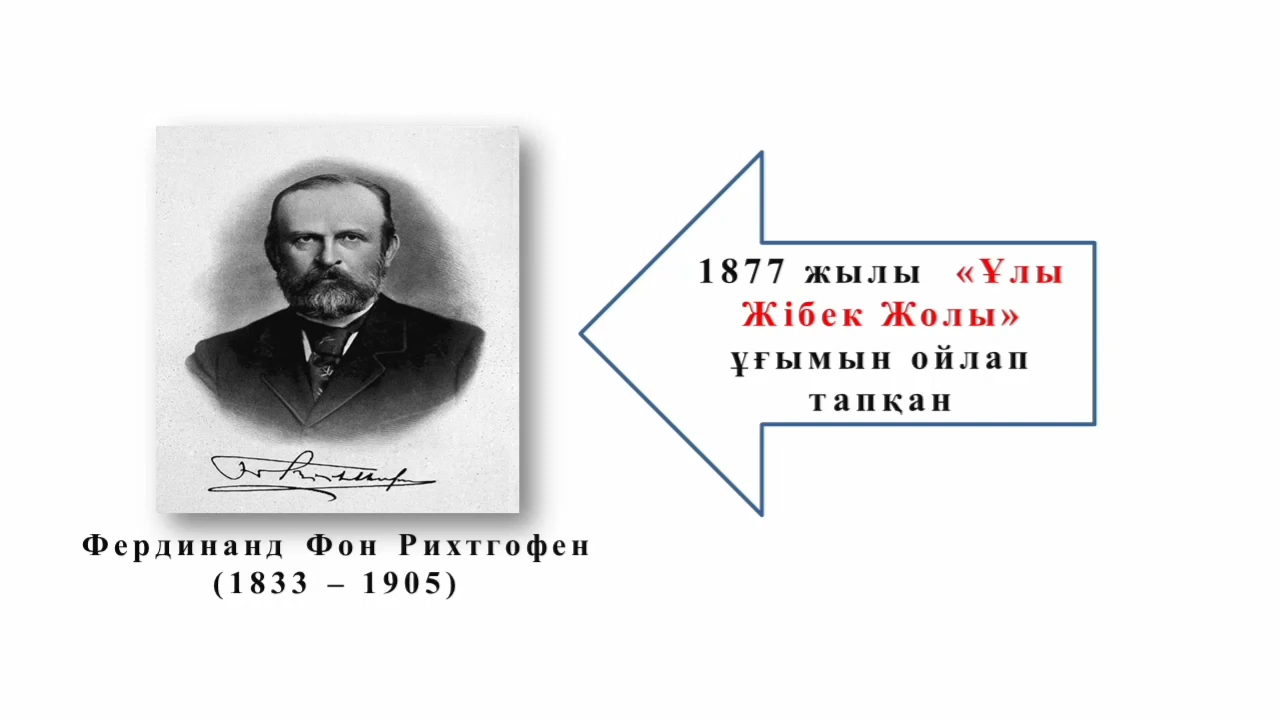 1877 жылы «Ұлы
Жібек Жолы»
ұғымын ойлап
тапқан
Фердинанд Фон Рихтгофен
(1833 – 1905)